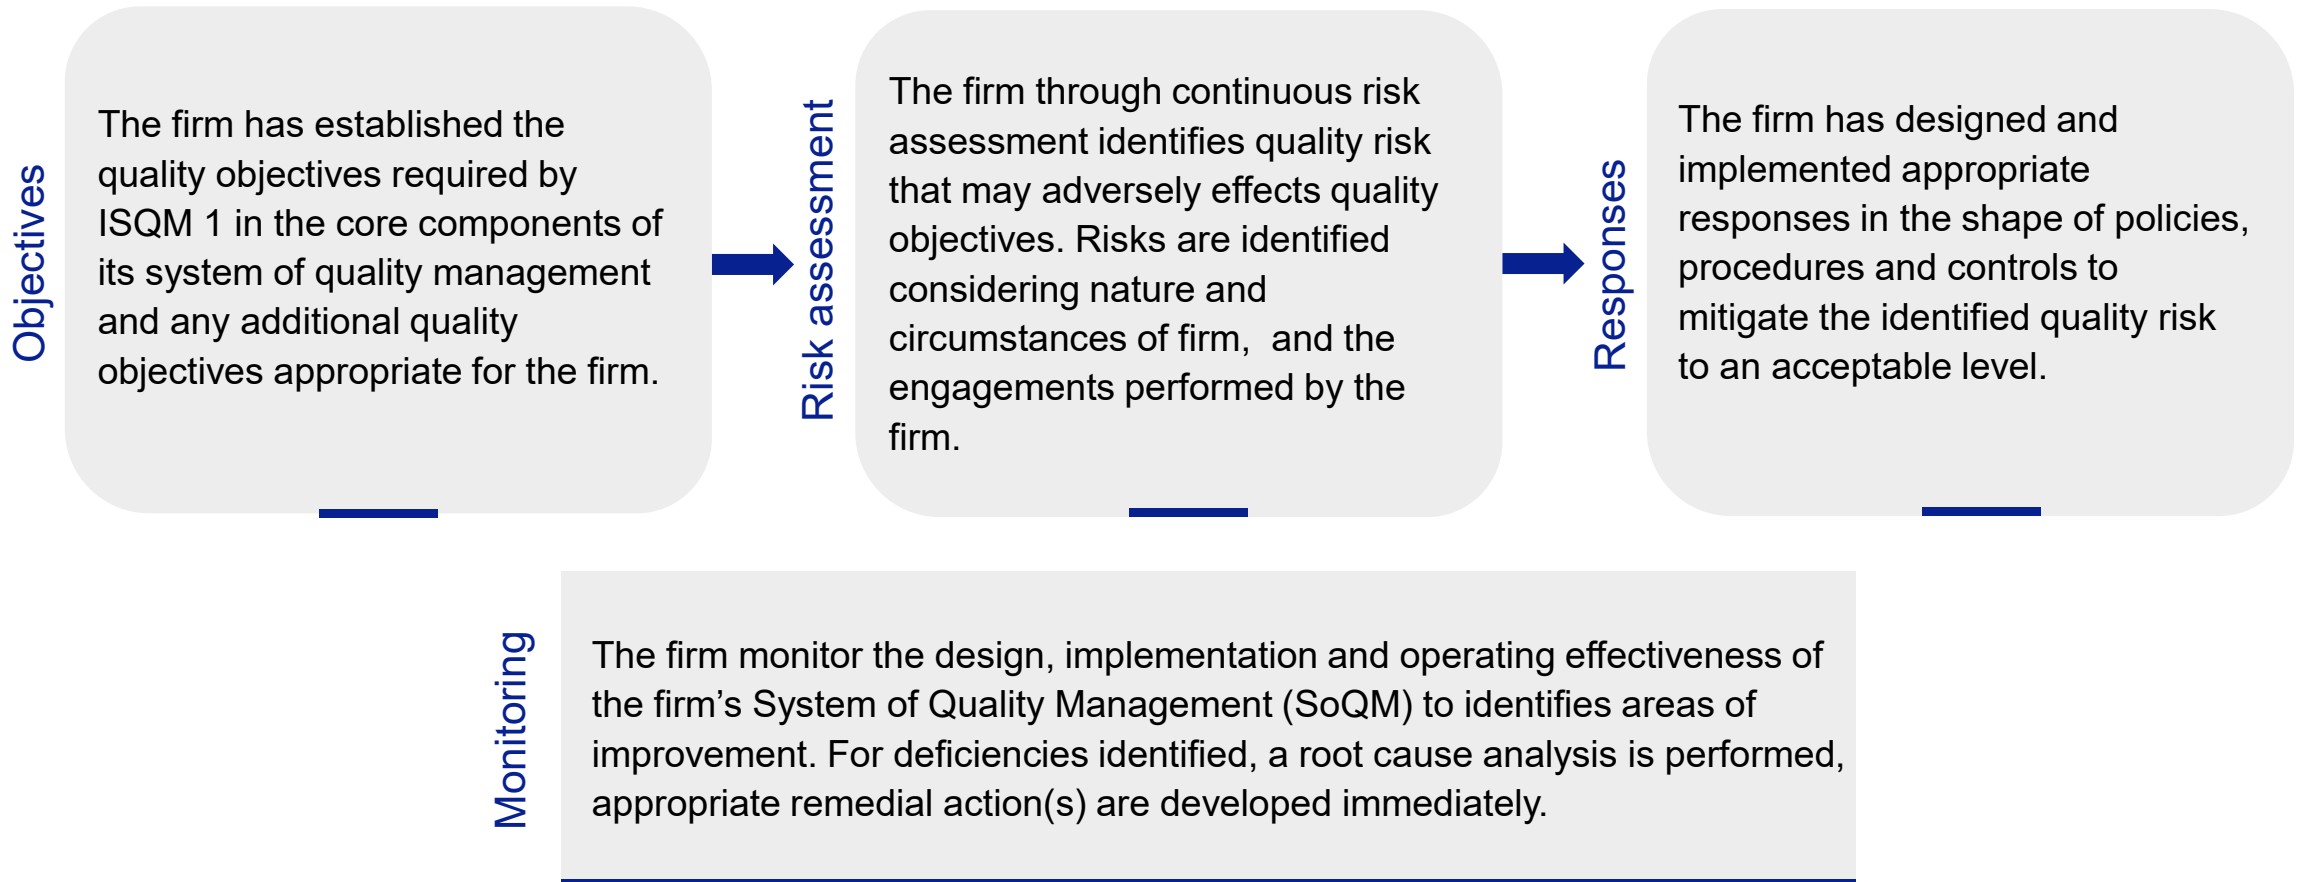 Objectives
The firm has established the
quality objectives required by
ISQM 1 in the core components of
its system of quality management
and any additional quality
objectives appropriate for the firm.
Risk assessment
The firm through continuous risk
assessment identifies quality risk
that may adversely effects quality
objectives. Risks are identified
considering nature and
circumstances of firm,  and the
engagements performed by the
firm.
Responses
The firm has designed and
implemented appropriate
responses in the shape of policies,
procedures and controls to
mitigate the identified quality risk
to an acceptable level.
Monitoring
The firm monitor the design, implementation and operating effectiveness of
the firm’s System of Quality Management (SoQM) to identifies areas of
improvement. For deficiencies identified, a root cause analysis is performed,
appropriate remedial action(s) are developed immediately.